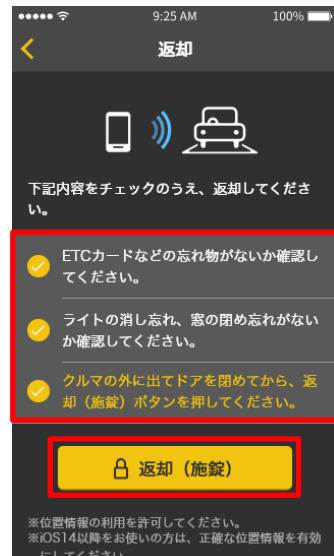 9:25 AM
100%
返却
下記内容をチェックのうえ、返却してくださ
い。
ETCカードなどの忘れ物がないか確認し
てください。
ライトの消し忘れ、窓の閉め忘れがない
か確認してください。
クルマの外に出てドアを閉めてから、返
却（施錠）ボタンを押してください。
返却（施錠）
※位置情報の利用を許可してください。
※iOS14以降をお使いの方は、正確な位置情報を有効
にしてください。